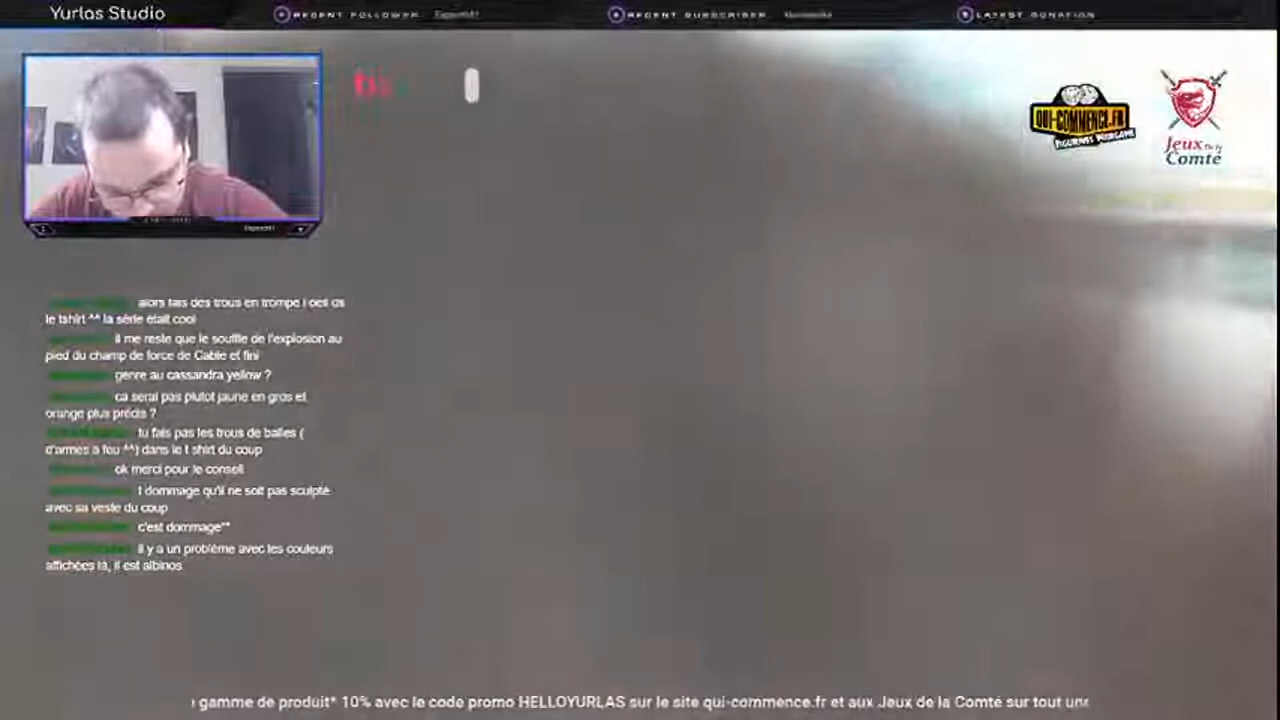 Yurlas Studio
RECENT FOLLOWER
RECENT SUBSCRIBER
LATEST DONATION
QUI-COMMENCE.FR
FIGURINES WARGAME
Jeux De la
Comté
alors fais des trous en trompe l oeil ds
le tshirt ^^ la série était cool
il me reste que le souffle de l'explosion au
pied du champ de force de Cable et fini
genre au cassandra yellow ?
ca serai pas plutot jaune en gros et
orange plus précis ?
tu fais pas les trous de balles (
d'armes a feu ^^) dans le t shirt du coup
ok merci pour le conseil
t dommage qu'il ne soit pas sculpté
avec sa veste du coup
c'est dommage**
il y a un problème avec les couleurs
affichées là, il est albinos
gamme de produit* 10% avec le code promo HELLOYURLAS sur le site qui-commence.fr et aux Jeux de la Comté sur tout une